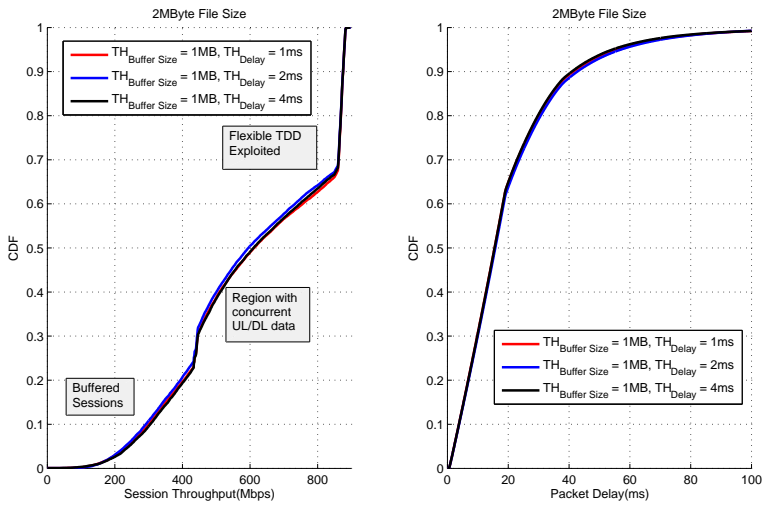 2MByte File Size
CDF
1
0.9
0.8
0.7
0.6
0.5
0.4
0.3
0.2
0.1
0
TH_Buffer Size = 1MB, TH_Delay = 1ms
TH_Buffer Size = 1MB, TH_Delay = 2ms
TH_Buffer Size = 1MB, TH_Delay = 4ms
Flexible TDD
Exploited
Region with
concurrent
UL/DL data
Buffered
Sessions
0 200 400 600 800
Session Throughput(Mbps)
2MByte File Size
CDF
1
0.9
0.8
0.7
0.6
0.5
0.4
0.3
0.2
0.1
0
TH_Buffer Size = 1MB, TH_Delay = 1ms
TH_Buffer Size = 1MB, TH_Delay = 2ms
TH_Buffer Size = 1MB, TH_Delay = 4ms
0 20 40 60 80 100
Packet Delay(ms)